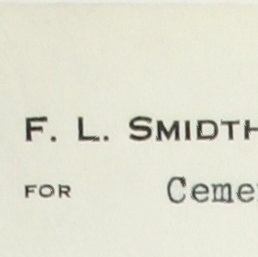 F. L. SMIDTH
FOR Ceme